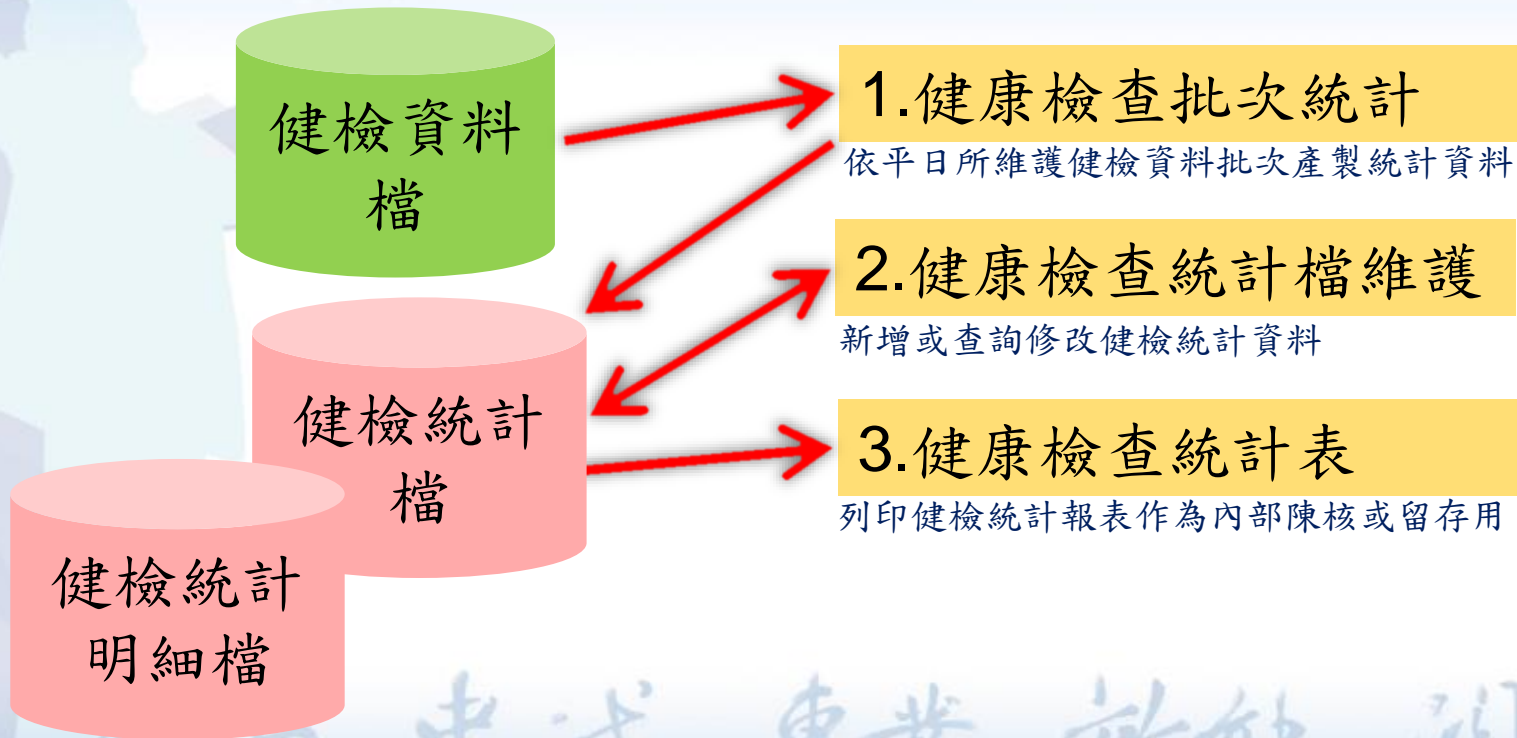 健檢資料
檔
1.健康檢查批次統計
依平日所維護健檢資料批次產製統計資料
2.健康檢查統計檔維護
新增或查詢修改健檢統計資料
健檢統計
檔
3.健康檢查統計表
列印健檢統計報表作為內部陳核或留存用
健檢統計
明細檔